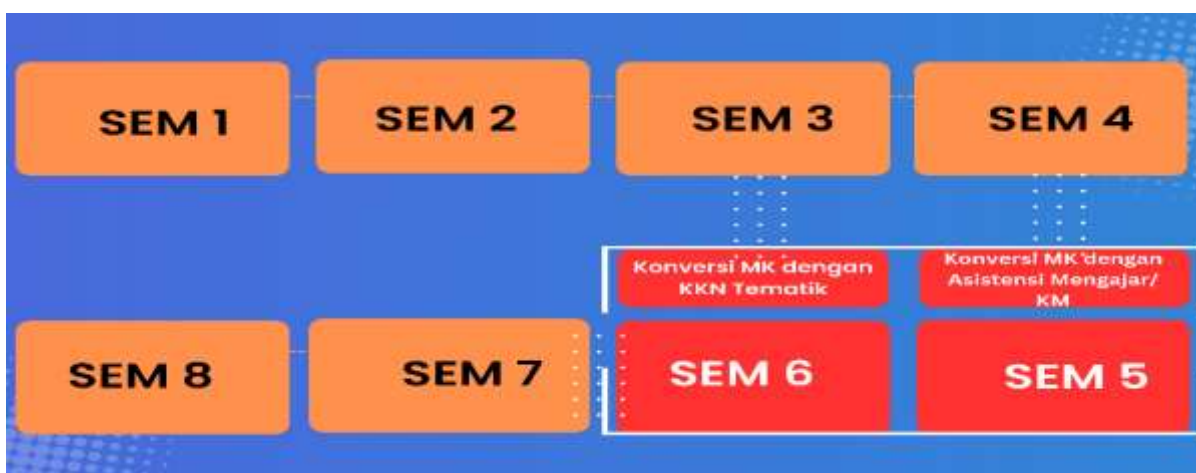 SEM 1
SEM 2
SEM 3
SEM 4
Konversi MK dengan
KKN Tematik
Konversi MK dengan
Asistensi Mengajar/
KM
SEM 8
SEM 7
SEM 6
SEM 5